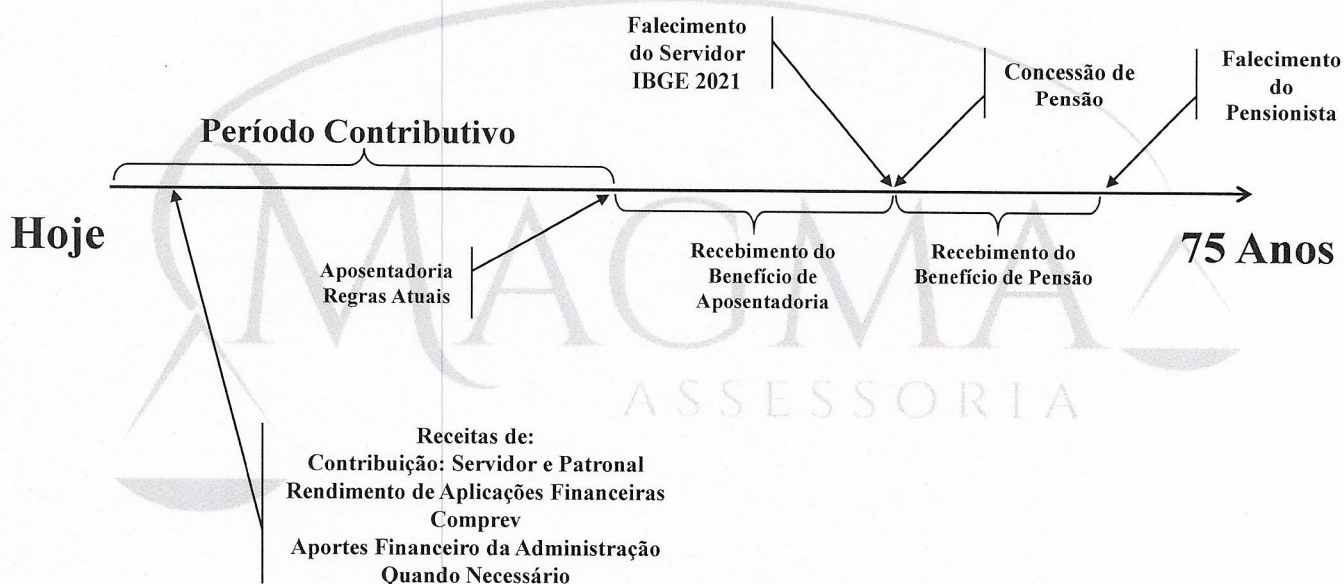 Falecimento
do Servidor
IBGE 2021
Concessão de
Pensão
Falecimento
do
Pensionista
Período Contributivo
Hoje
75 Anos
Aposentadoria
Regras Atuais
Recebimento do
Benefício de
Aposentadoria
Recebimento do
Benefício de Pensão
MAGMA
ASSESSORIA
Receitas de:
Contribuição: Servidor e Patronal
Rendimento de Aplicações Financeiras
Comprev
Aportes Financeiro da Administração
Quando Necessário